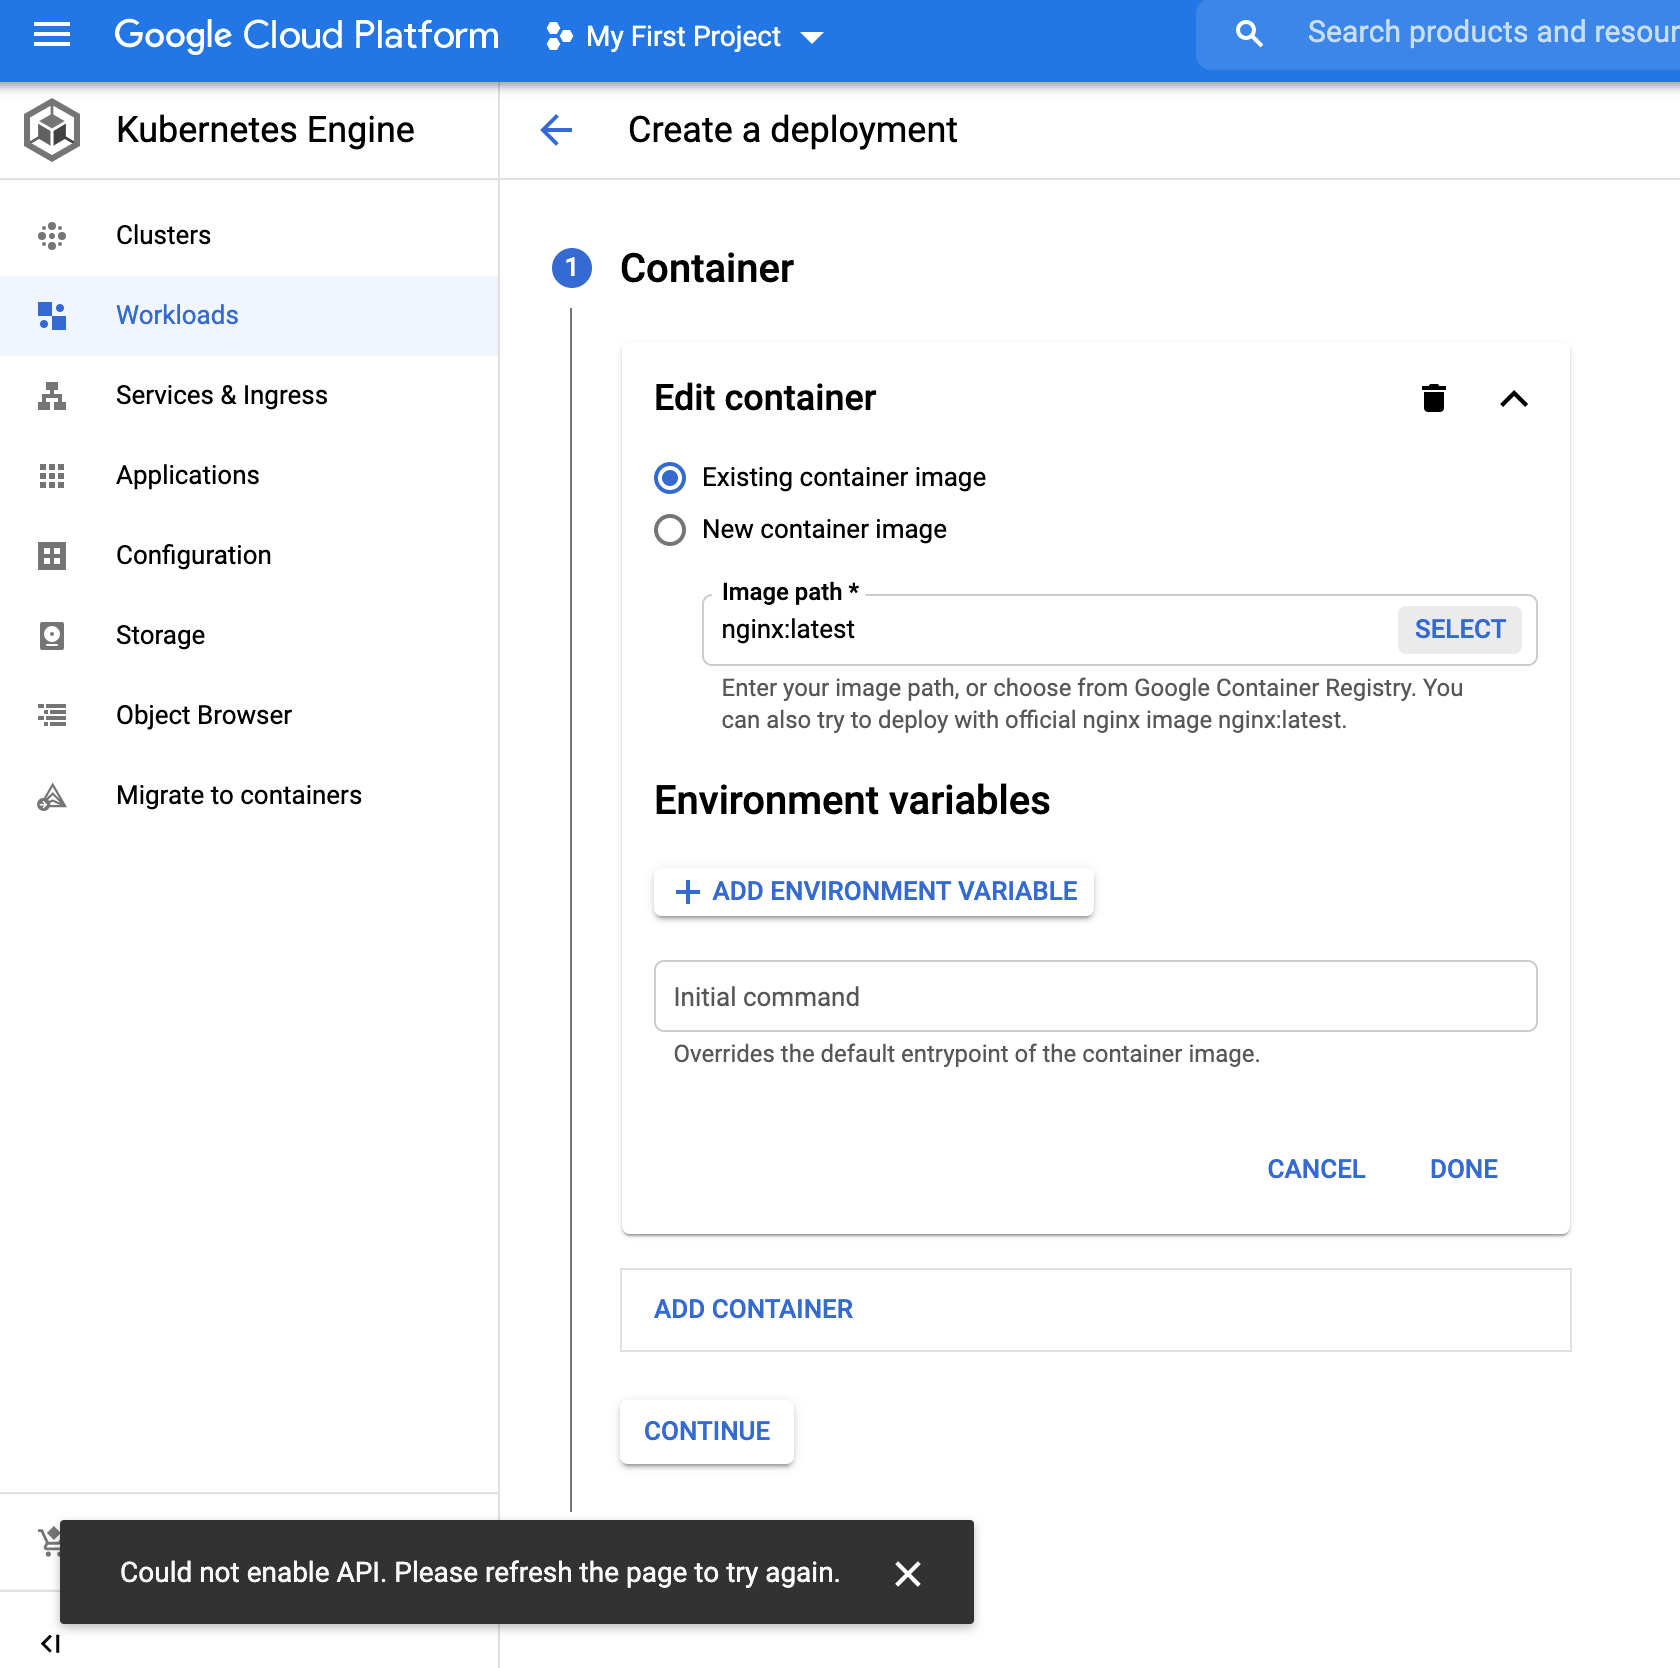 Google Cloud Platform
My First Project
Search products and resour
Kubernetes Engine
Create a deployment
Clusters
Workloads
Services & Ingress
Applications
Configuration
Storage
Object Browser
Migrate to containers
1
Container
Edit container
Existing container image
New container image
Image path *
nginx:latest
SELECT
Enter your image path, or choose from Google Container Registry. You
can also try to deploy with official nginx image nginx:latest.
Environment variables
ADD ENVIRONMENT VARIABLE
Initial command
Overrides the default entrypoint of the container image.
CANCEL
DONE
ADD CONTAINER
CONTINUE
Could not enable API. Please refresh the page to try again.